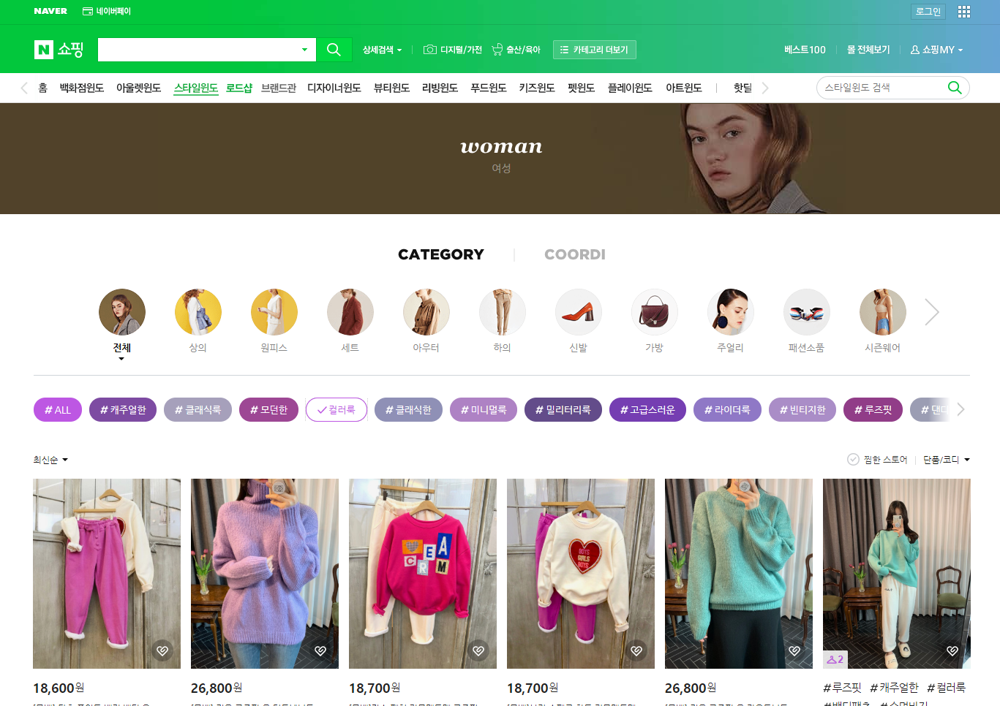 NAVER 네이버페이 로그인
N 쇼핑 상세검색 디지털/가전 출산/육아 카테고리 더보기 베스트100 몰 전체보기 쇼핑MY
홈 백화점윈도 아울렛윈도 스타일윈도 로드샵 브랜드관 디자이너윈도 뷰티윈도 리빙윈도 푸드윈도 키즈윈도 펫윈도 플레이윈도 아트윈도 핫딜 스타일윈도 검색
woman
여성
CATEGORY COORDI
전체 상의 원피스 세트 아우터 하의 신발 가방 주얼리 패션소품 시즌웨어
# ALL # 캐주얼한 # 클래식룩 # 모던한 컬러룩 # 클래식한 # 미니멀룩 # 밀리터리룩 # 고급스러운 # 라이더룩 # 빈티지한 # 루즈핏 # 댄디
최신순 찜한 스토어 단품/코디
CREAM
BOYS
GIRLS
BOYS
2
18,600원 26,800원 18,700원 18,700원 26,800원 #루즈핏 #캐주얼한 #컬러룩